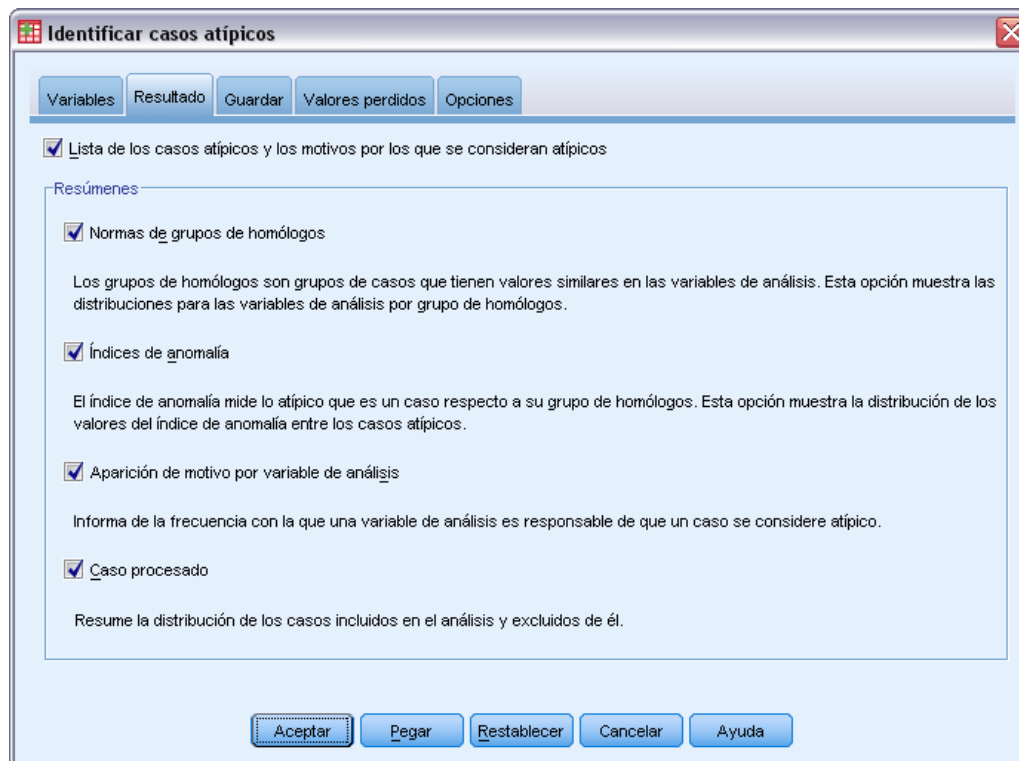 Identificar casos atípicos
Variables
Resultado
Guardar
Valores perdidos
Opciones
Lista de los casos atípicos y los motivos por los que se consideran atípicos
Resúmenes
Normas de grupos de homólogos
Los grupos de homólogos son grupos de casos que tienen valores similares en las variables de análisis. Esta opción muestra las
distribuciones para las variables de análisis por grupo de homólogos.
Índices de anomalía
El índice de anomalía mide lo atípico que es un caso respecto a su grupo de homólogos. Esta opción muestra la distribución de los
valores del índice de anomalía entre los casos atípicos.
Aparición de motivo por variable de análisis
Informa de la frecuencia con la que una variable de análisis es responsable de que un caso se considere atípico.
Caso procesado
Resume la distribución de los casos incluidos en el análisis y excluidos de él.
Aceptar
Pegar
Restablecer
Cancelar
Ayuda